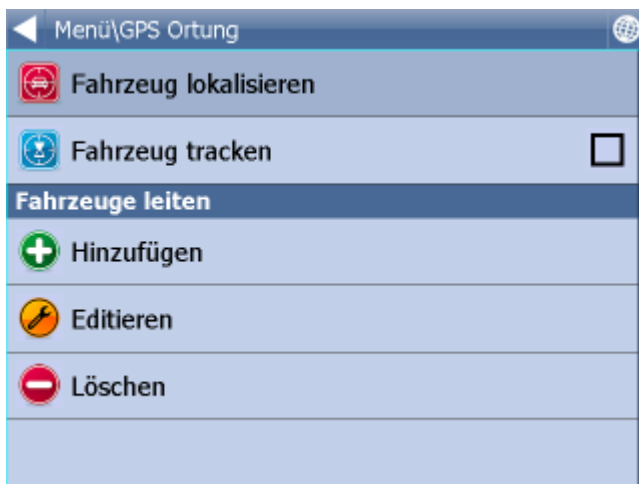 Menü\GPS Ortung
Fahrzeug lokalisieren
Fahrzeug tracken
Fahrzeuge leiten
Hinzufügen
Editieren
Löschen